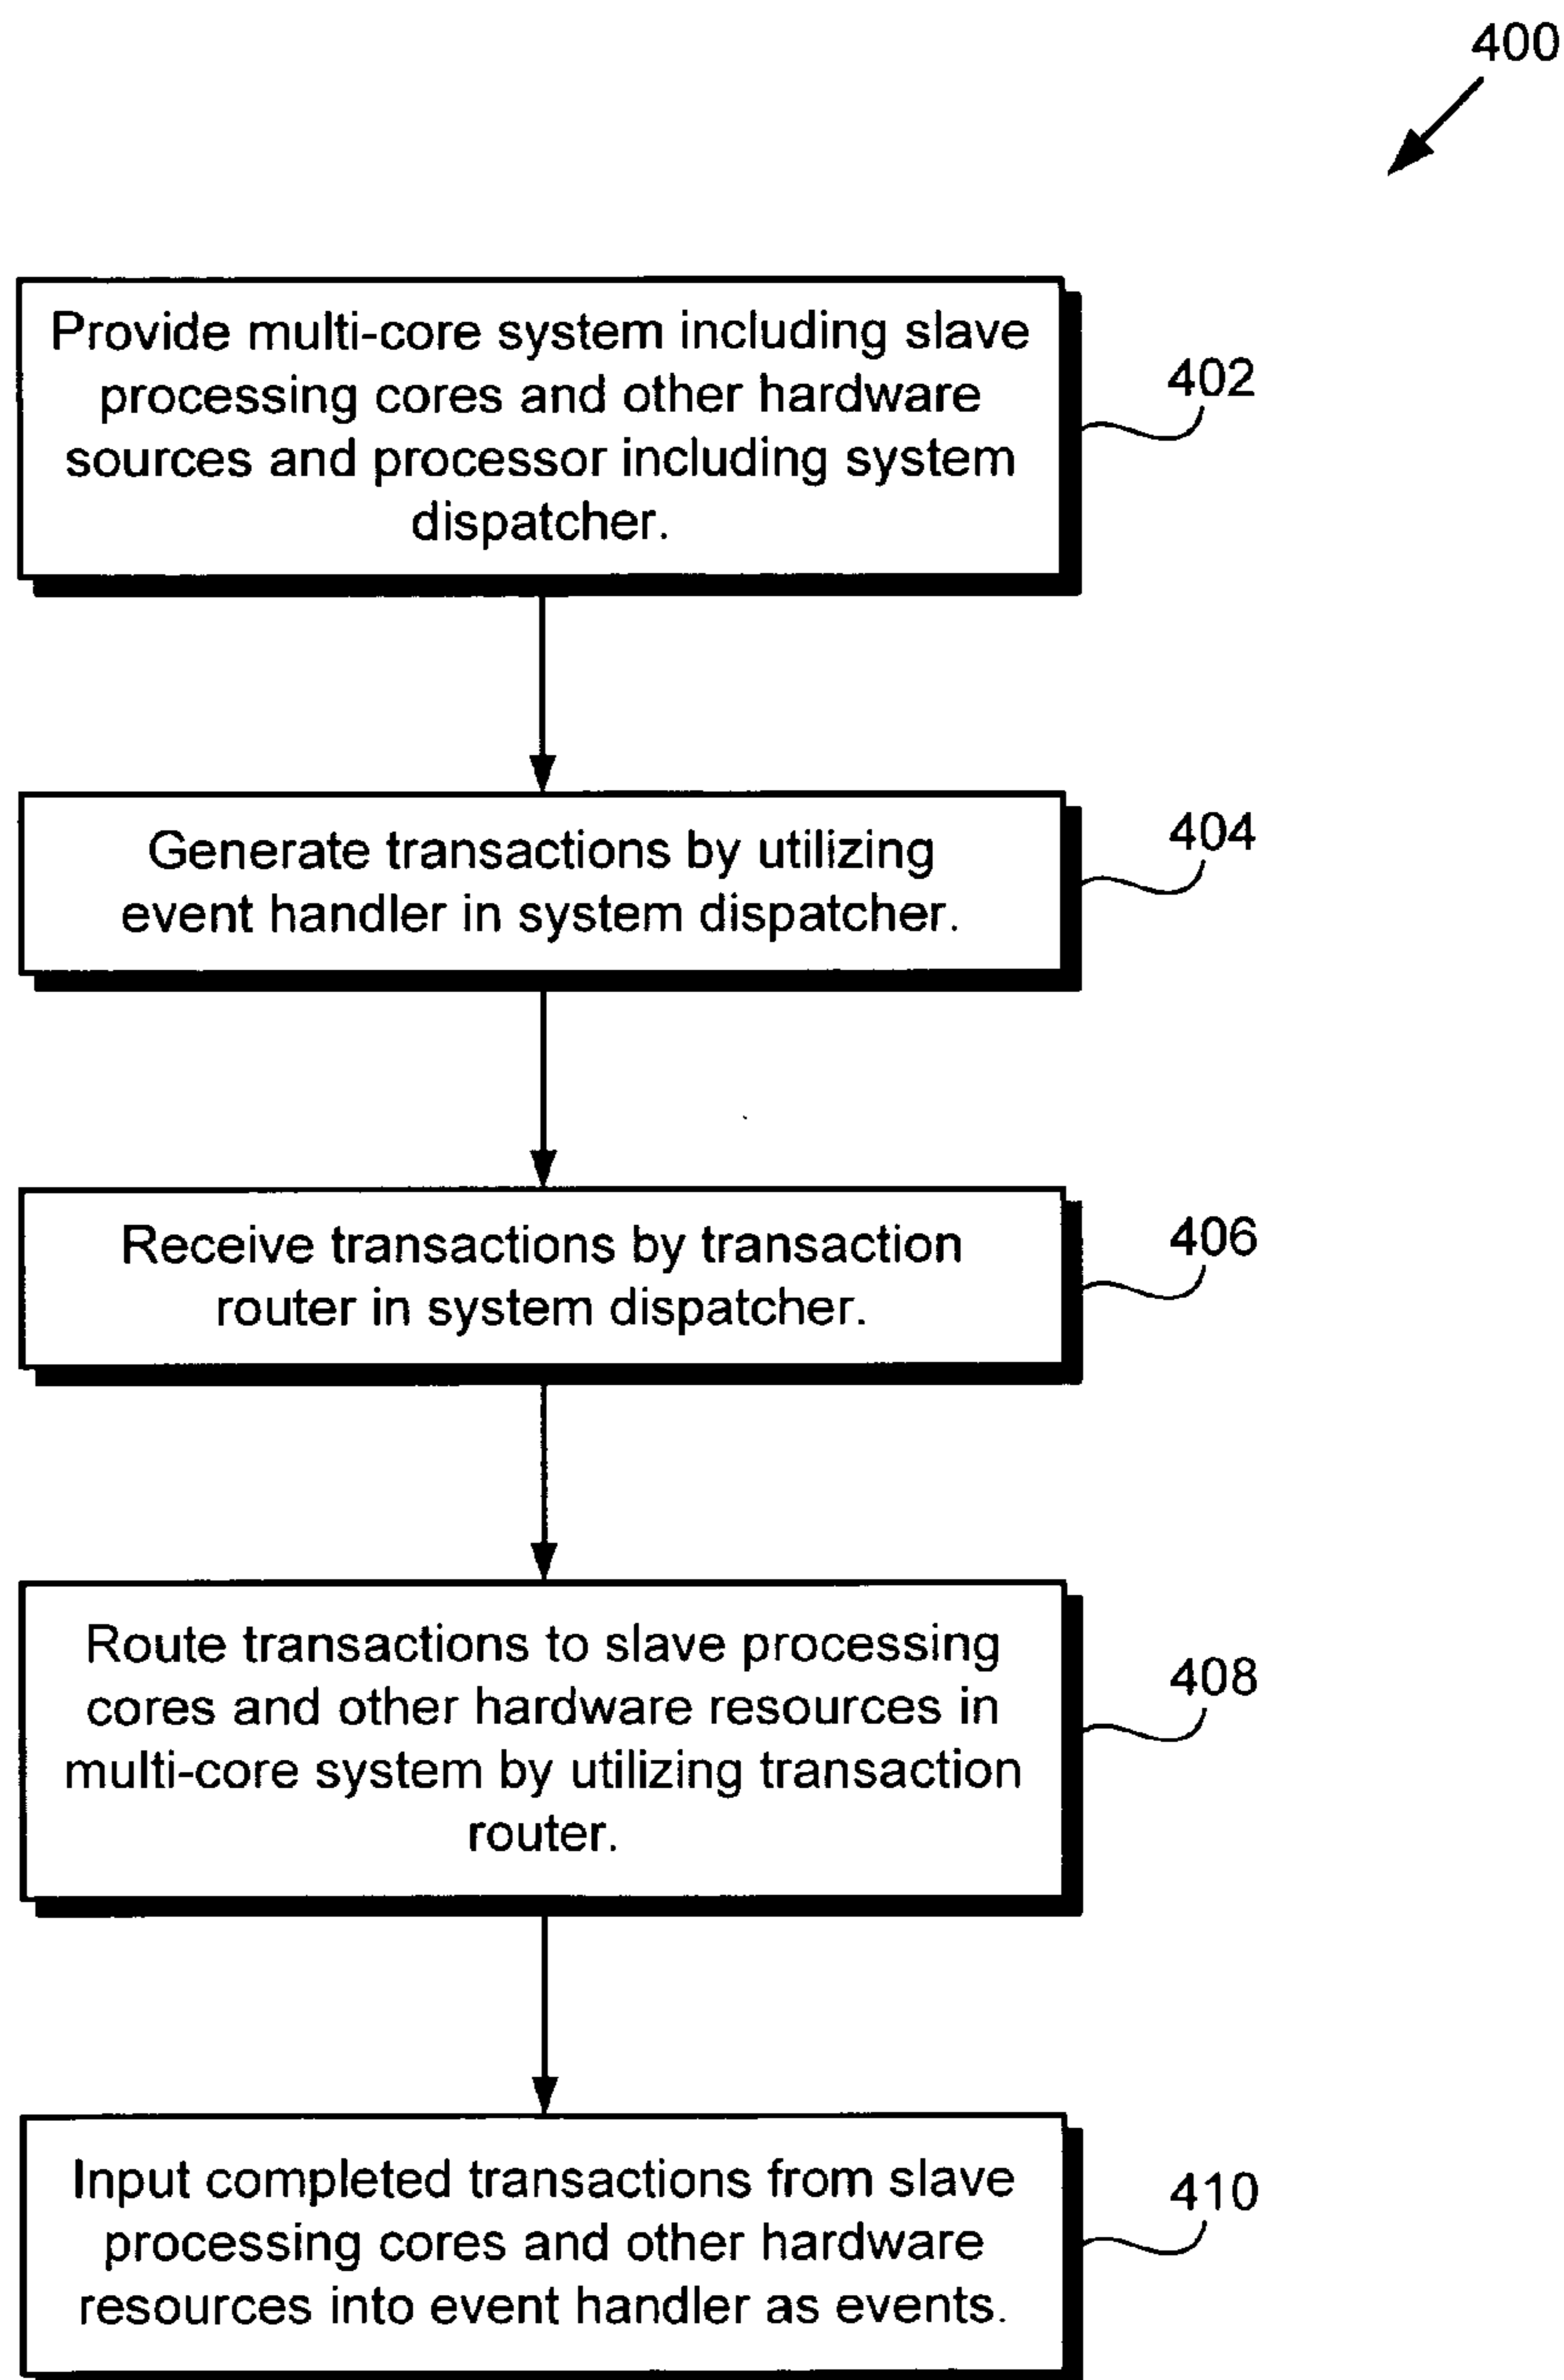 400
Provide multi-core system including slave
processing cores and other hardware
sources and processor including system
dispatcher.
402
Generate transactions by utilizing
event handler in system dispatcher.
404
Receive transactions by transaction
router in system dispatcher.
406
Route transactions to slave processing
cores and other hardware resources in
multi-core system by utilizing transaction
router.
408
Input completed transactions from slave
processing cores and other hardware
resources into event handler as events.
410